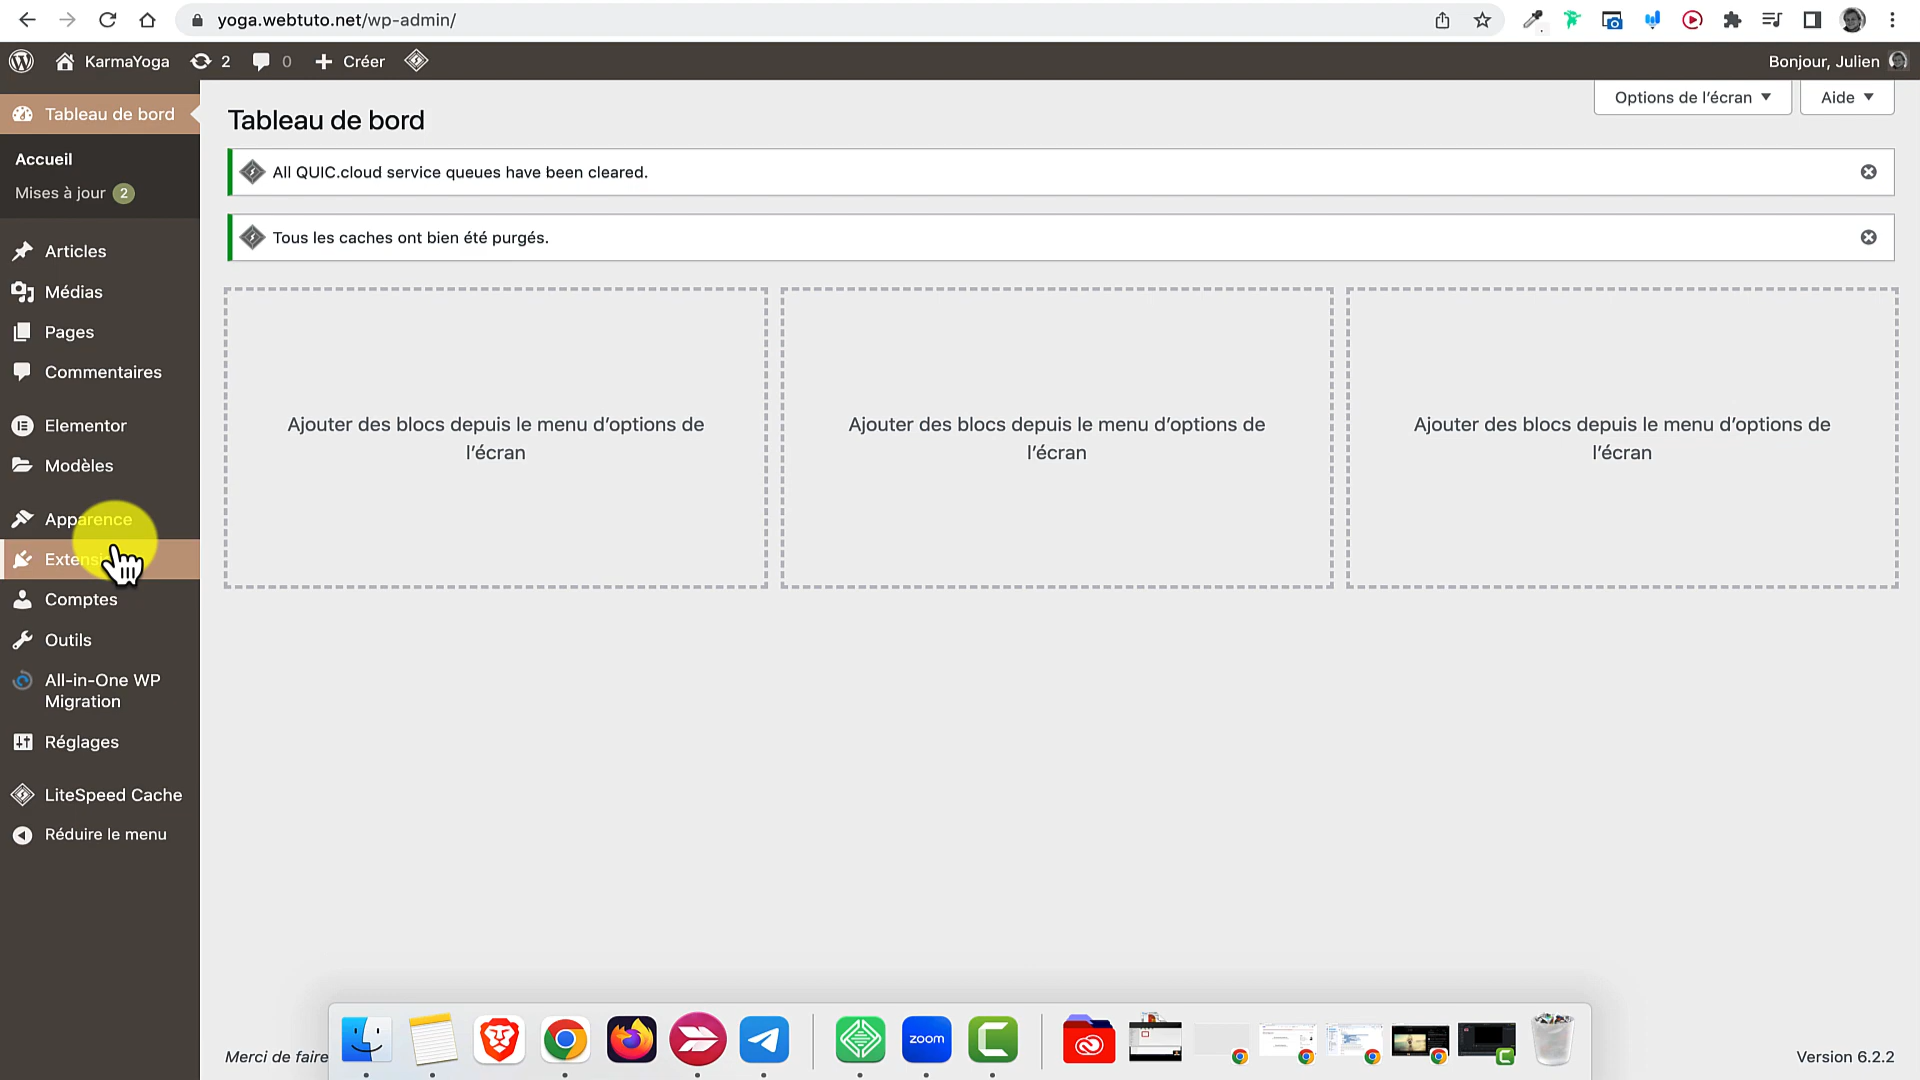 yoga.webtuto.net/wp-admin/
KarmaYoga
2
0
Créer
Bonjour, Julien
Tableau de bord
Accueil
Mises à jour 2
Articles
Médias
Pages
Commentaires
Elementor
Modèles
Apparence
Comptes
Outils
All-in-One WP
Migration
Réglages
LiteSpeed Cache
Réduire le menu
Options de l'écran
Aide
Tableau de bord
All QUIC.cloud service queues have been cleared.
Tous les caches ont bien été purgés.
Ajouter des blocs depuis le menu d'options de
l'écran
Ajouter des blocs depuis le menu d'options de
l'écran
Ajouter des blocs depuis le menu d'options de
l'écran
Merci de faire
zoom
Version 6.2.2